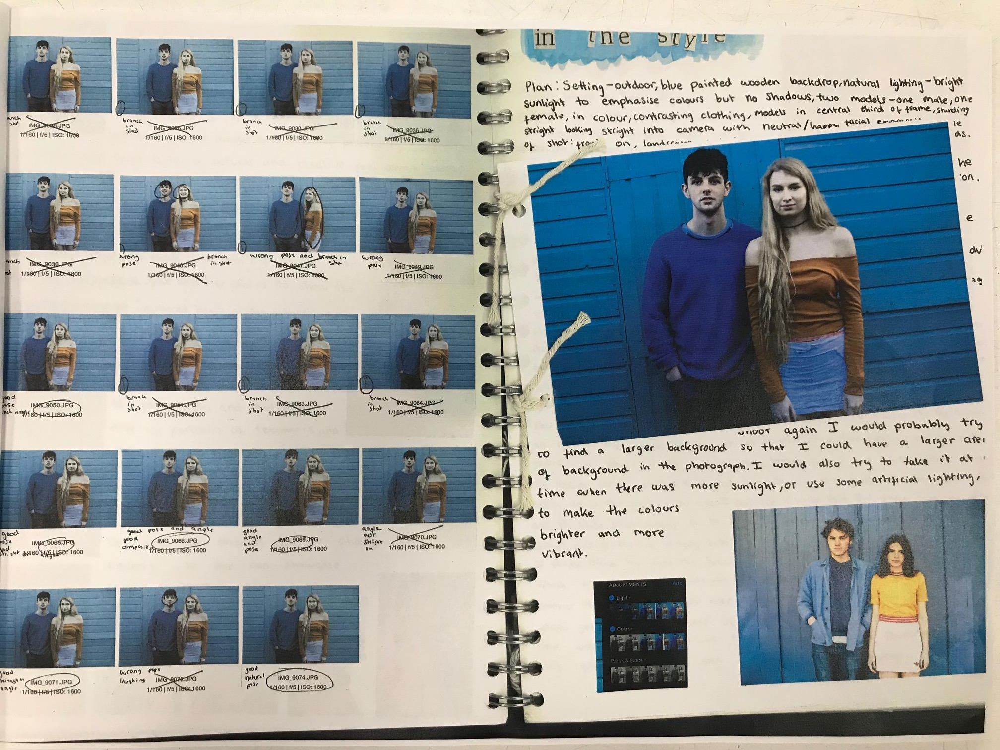 shot
IMG_9025.JPG
1/160 | f/5 | ISO: 1600
branch
in
shot
IMG_9026.JPG
1/160 | f/5 | ISO: 1600
branch
in
shot
IMG_9030.JPG
1/160 | f/5 | ISO: 1600
branch
in
shot
IMG_9035.JPG
1/160 | f/5 | ISO: 1600
IMG_9036.JPG
1/160 | f/5 | ISO: 1600
wrong
pose
IMG_9040.JPG
1/160 | f/5 | ISO: 1600
branch
in shot
wrong pose and branch in
IMG_9047.JPG
1/160 | f/5 | ISO: 1600
wrong
pose
IMG_9049.JPG
1/160 | f/5 | ISO: 1600
good
pose
IMG_9050.JPG
1/160 | f/5 | ISO: 1600
branch
in
shot
IMG_9054.JPG
1/160 | f/5 | ISO: 1600
branch
in
shot
IMG_9063.JPG
1/160 | f/5 | ISO: 1600
branch
in
shot
IMG_9064.JPG
1/160 | f/5 | ISO: 1600
good
pose
and
IMG_9065.JPG
1/160 | f/5 | ISO: 1600
good pose and angle
good
IMG_9066.JPG
1/160 | f/5 | ISO: 1600
good
angle
and
pose
IMG_9069.JPG
1/160 | f/5 | ISO: 1600
angle
not
streight
on
IMG_9070.JPG
1/160 | f/5 | ISO: 1600
good
angle
IMG_9071.JPG
1/160 | f/5 | ISO: 1600
wrong pose
laughing
IMG_9072.JPG
1/160 | f/5 | ISO: 1600
good
natural
pose
IMG_9074.JPG
1/160 | f/5 | ISO: 1600
in the style
Plan: Setting-outdoor, blue painted wooden backdrop, natural lighting-bright
sunlight to emphasise colours but no shadows, two models-one male, one
female, in colour, contrasting clothing, models in central third of frame, standing
stright looking stright into camera with neutral/happy facial
of shot: front on,
again I would probably try
to find a larger background so that I could have a larger
of background in the photograph. I would also try to take it at
time when there was more sunlight, or use some artificial lighting,
to make the colours
brighter and more
vibrant.
ADJUSTMENTS Add
Light
Color
Black & White